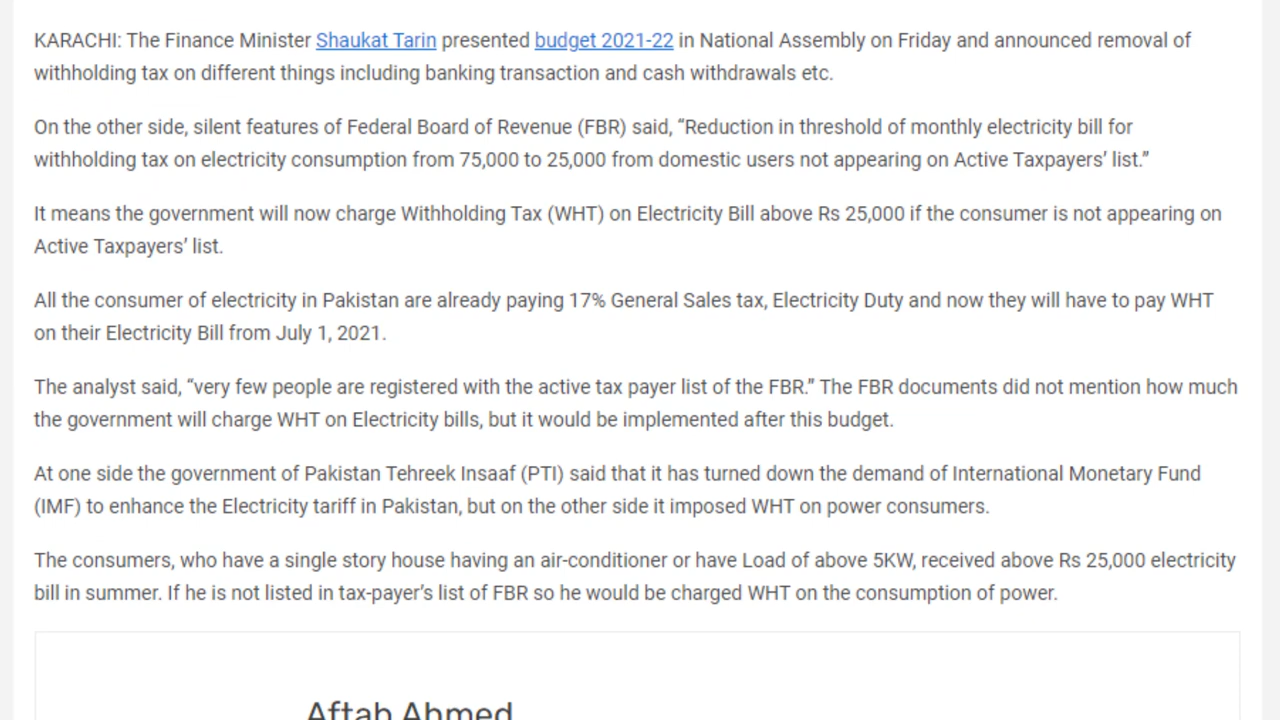 KARACHI: The Finance Minister Shaukat Tarin presented budget 2021-22 in National Assembly on Friday and announced removal of
withholding tax on different things including banking transaction and cash withdrawals etc.
On the other side, silent features of Federal Board of Revenue (FBR) said, “Reduction in threshold of monthly electricity bill for
withholding tax on electricity consumption from 75,000 to 25,000 from domestic users not appearing on Active Taxpayers’ list.”
It means the government will now charge Withholding Tax (WHT) on Electricity Bill above Rs 25,000 if the consumer is not appearing on
Active Taxpayers’ list.
All the consumer of electricity in Pakistan are already paying 17% General Sales tax, Electricity Duty and now they will have to pay WHT
on their Electricity Bill from July 1, 2021.
The analyst said, “very few people are registered with the active tax payer list of the FBR.” The FBR documents did not mention how much
the government will charge WHT on Electricity bills, but it would be implemented after this budget.
At one side the government of Pakistan Tehreek Insaaf (PTI) said that it has turned down the demand of International Monetary Fund
(IMF) to enhance the Electricity tariff in Pakistan, but on the other side it imposed WHT on power consumers.
The consumers, who have a single story house having an air-conditioner or have Load of above 5KW, received above Rs 25,000 electricity
bill in summer. If he is not listed in tax-payer’s list of FBR so he would be charged WHT on the consumption of power.
Aftab Ahmed